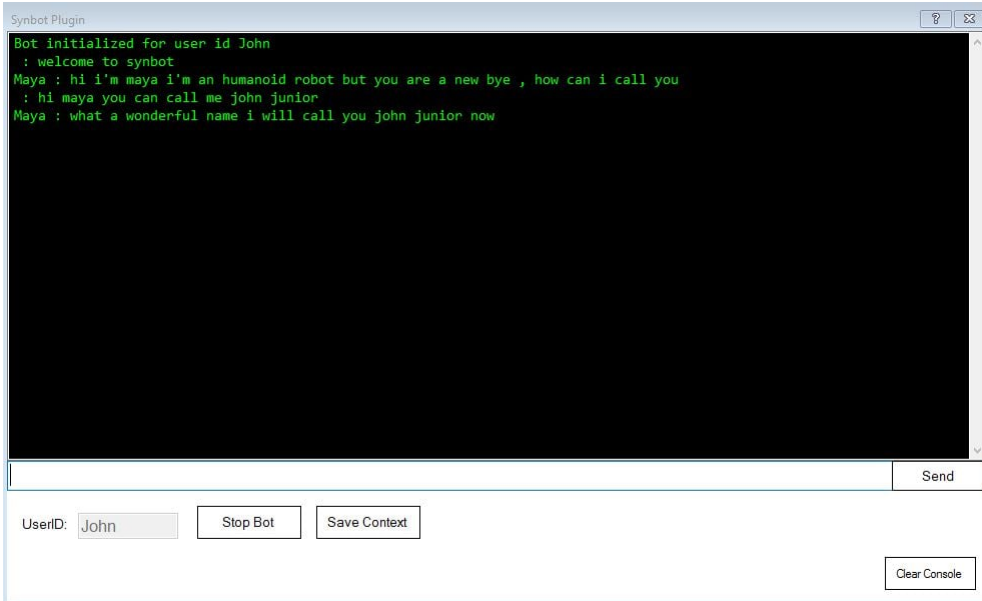 Synbot Plugin
Bot initialized for user id John
: welcome to synbot
Maya : hi i'm maya i'm an humanoid robot but you are a new bye , how can i call you
: hi maya you can call me john junior
Maya : what a wonderful name i will call you john junior now
Send
UserID: John Stop Bot Save Context
Clear Console